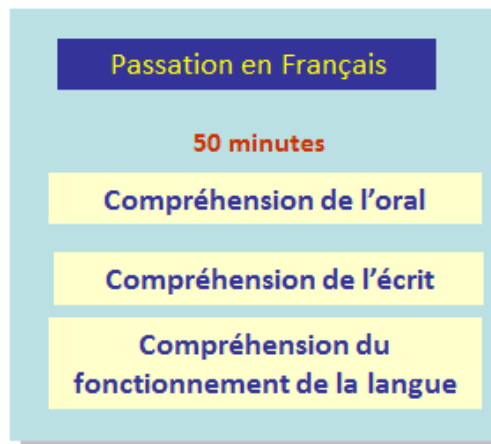 Passation en Français
50 minutes
Compréhension de l'oral
Compréhension de l'écrit
Compréhension du
fonctionnement de la langue